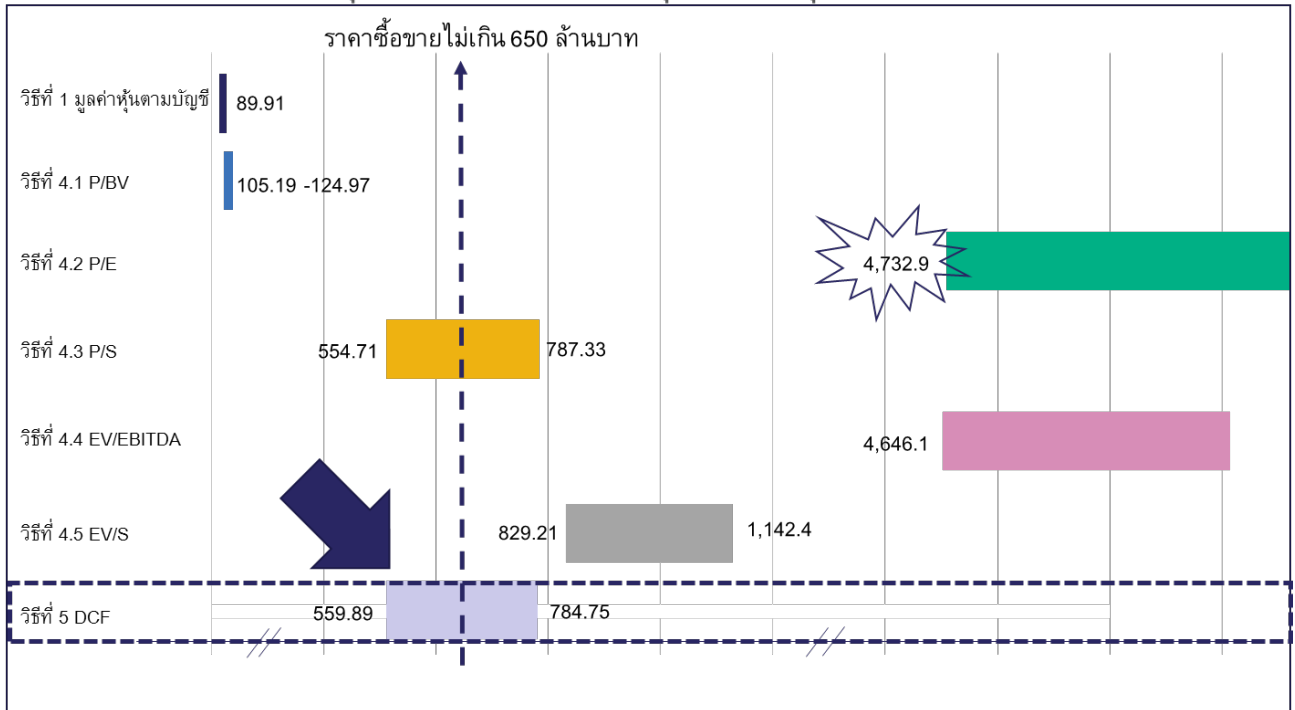 ราคาซื้อขายไม่เกิน 650 ล้านบาท
วิธีที่ 1 มูลค่าหุ้นตามบัญชี
89.91
วิธีที่ 4.1 P/BV
105.19 -124.97
วิธีที่ 4.2 P/E
4,732.9
วิธีที่ 4.3 P/S
554.71
787.33
วิธีที่ 4.4 EV/EBITDA
4,646.1
วิธีที่ 4.5 EV/S
829.21
1,142.4
วิธีที่ 5 DCF
559.89
784.75